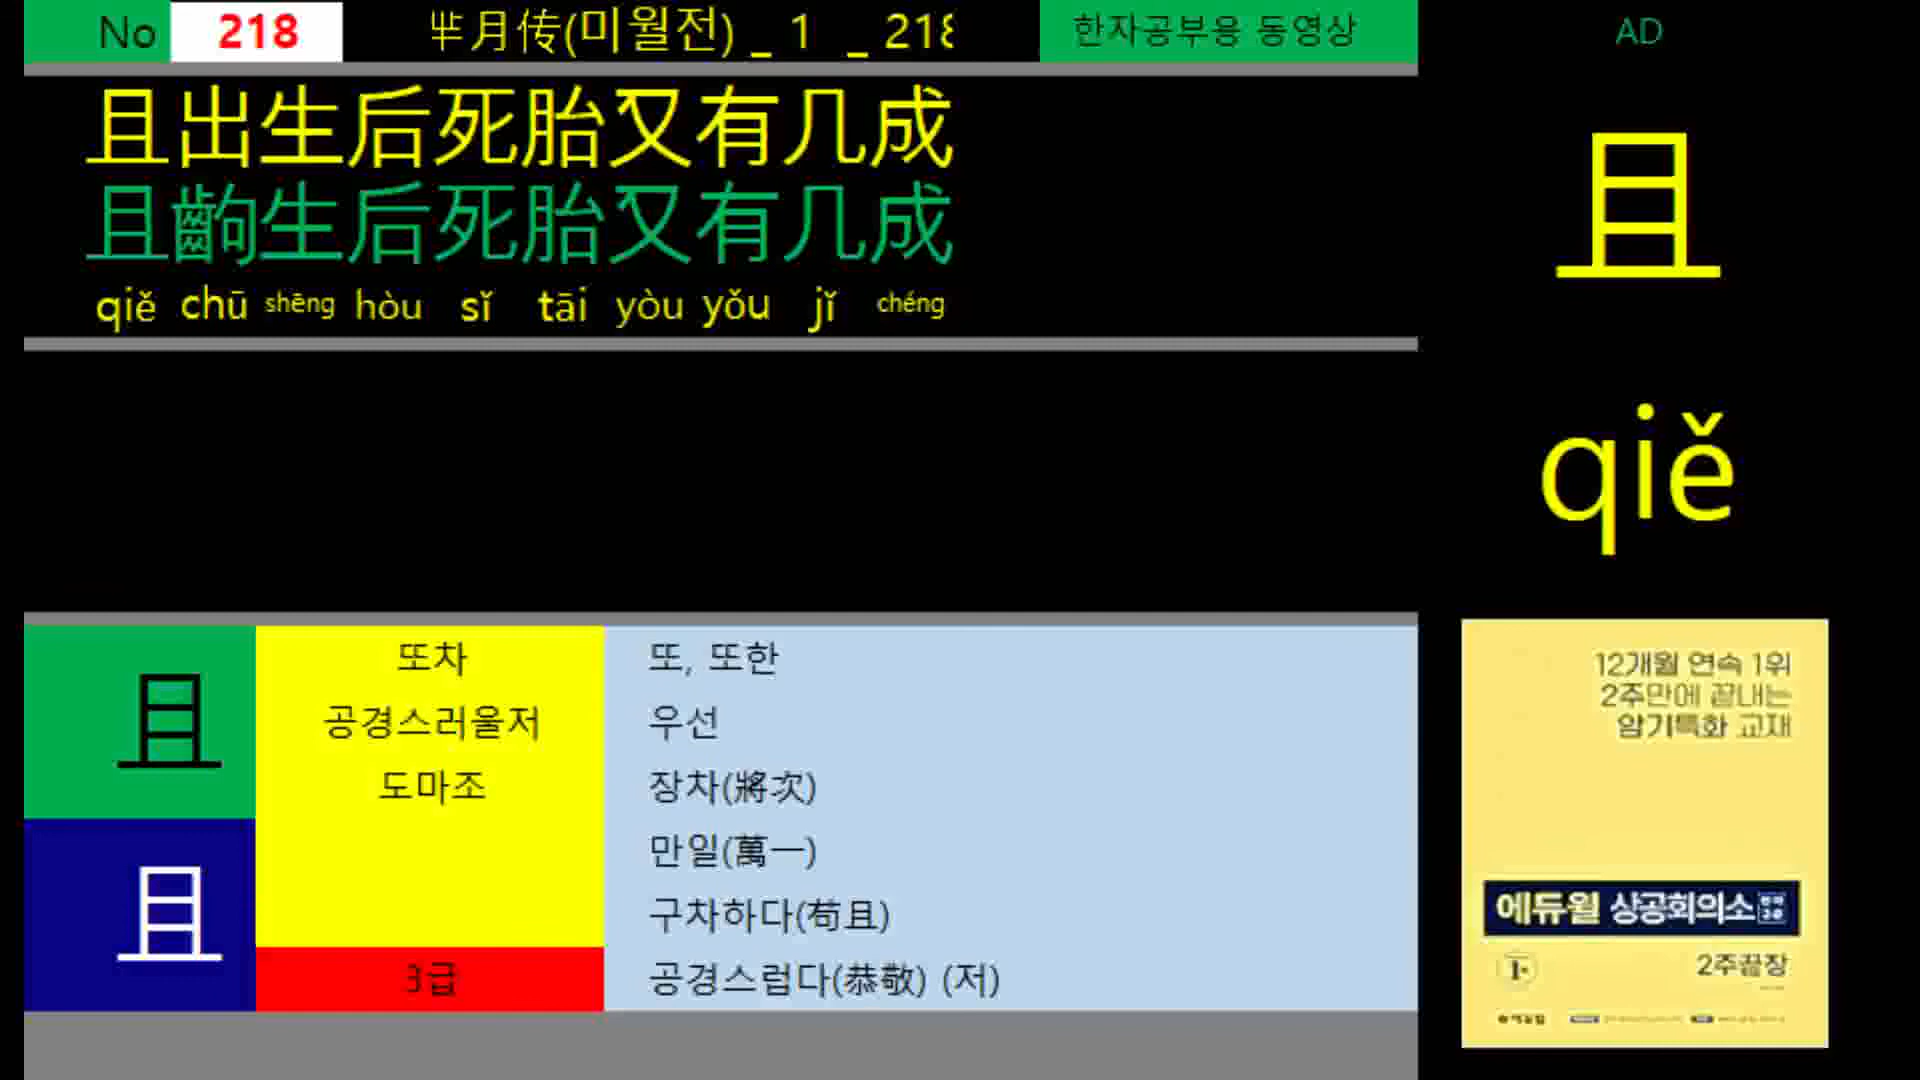 No 218 芈月传(미월전) _ 1 _ 218 한자공부용 동영상 AD
且出生后死胎又有几成
且齣生后死胎又有几成
qiě chū shēng hòu sǐ tāi yòu yǒu jǐ chéng
且
qiě
且
且
또차
공경스러울저
도마조
3급
또, 또한
우선
장차(將次)
만일(萬一)
구차하다(苟且)
공경스럽다(恭敬) (저)
12개월 연속 1위
2주만에 끝내는
암기특화 교재
에듀윌 상공회의소
2주끝장